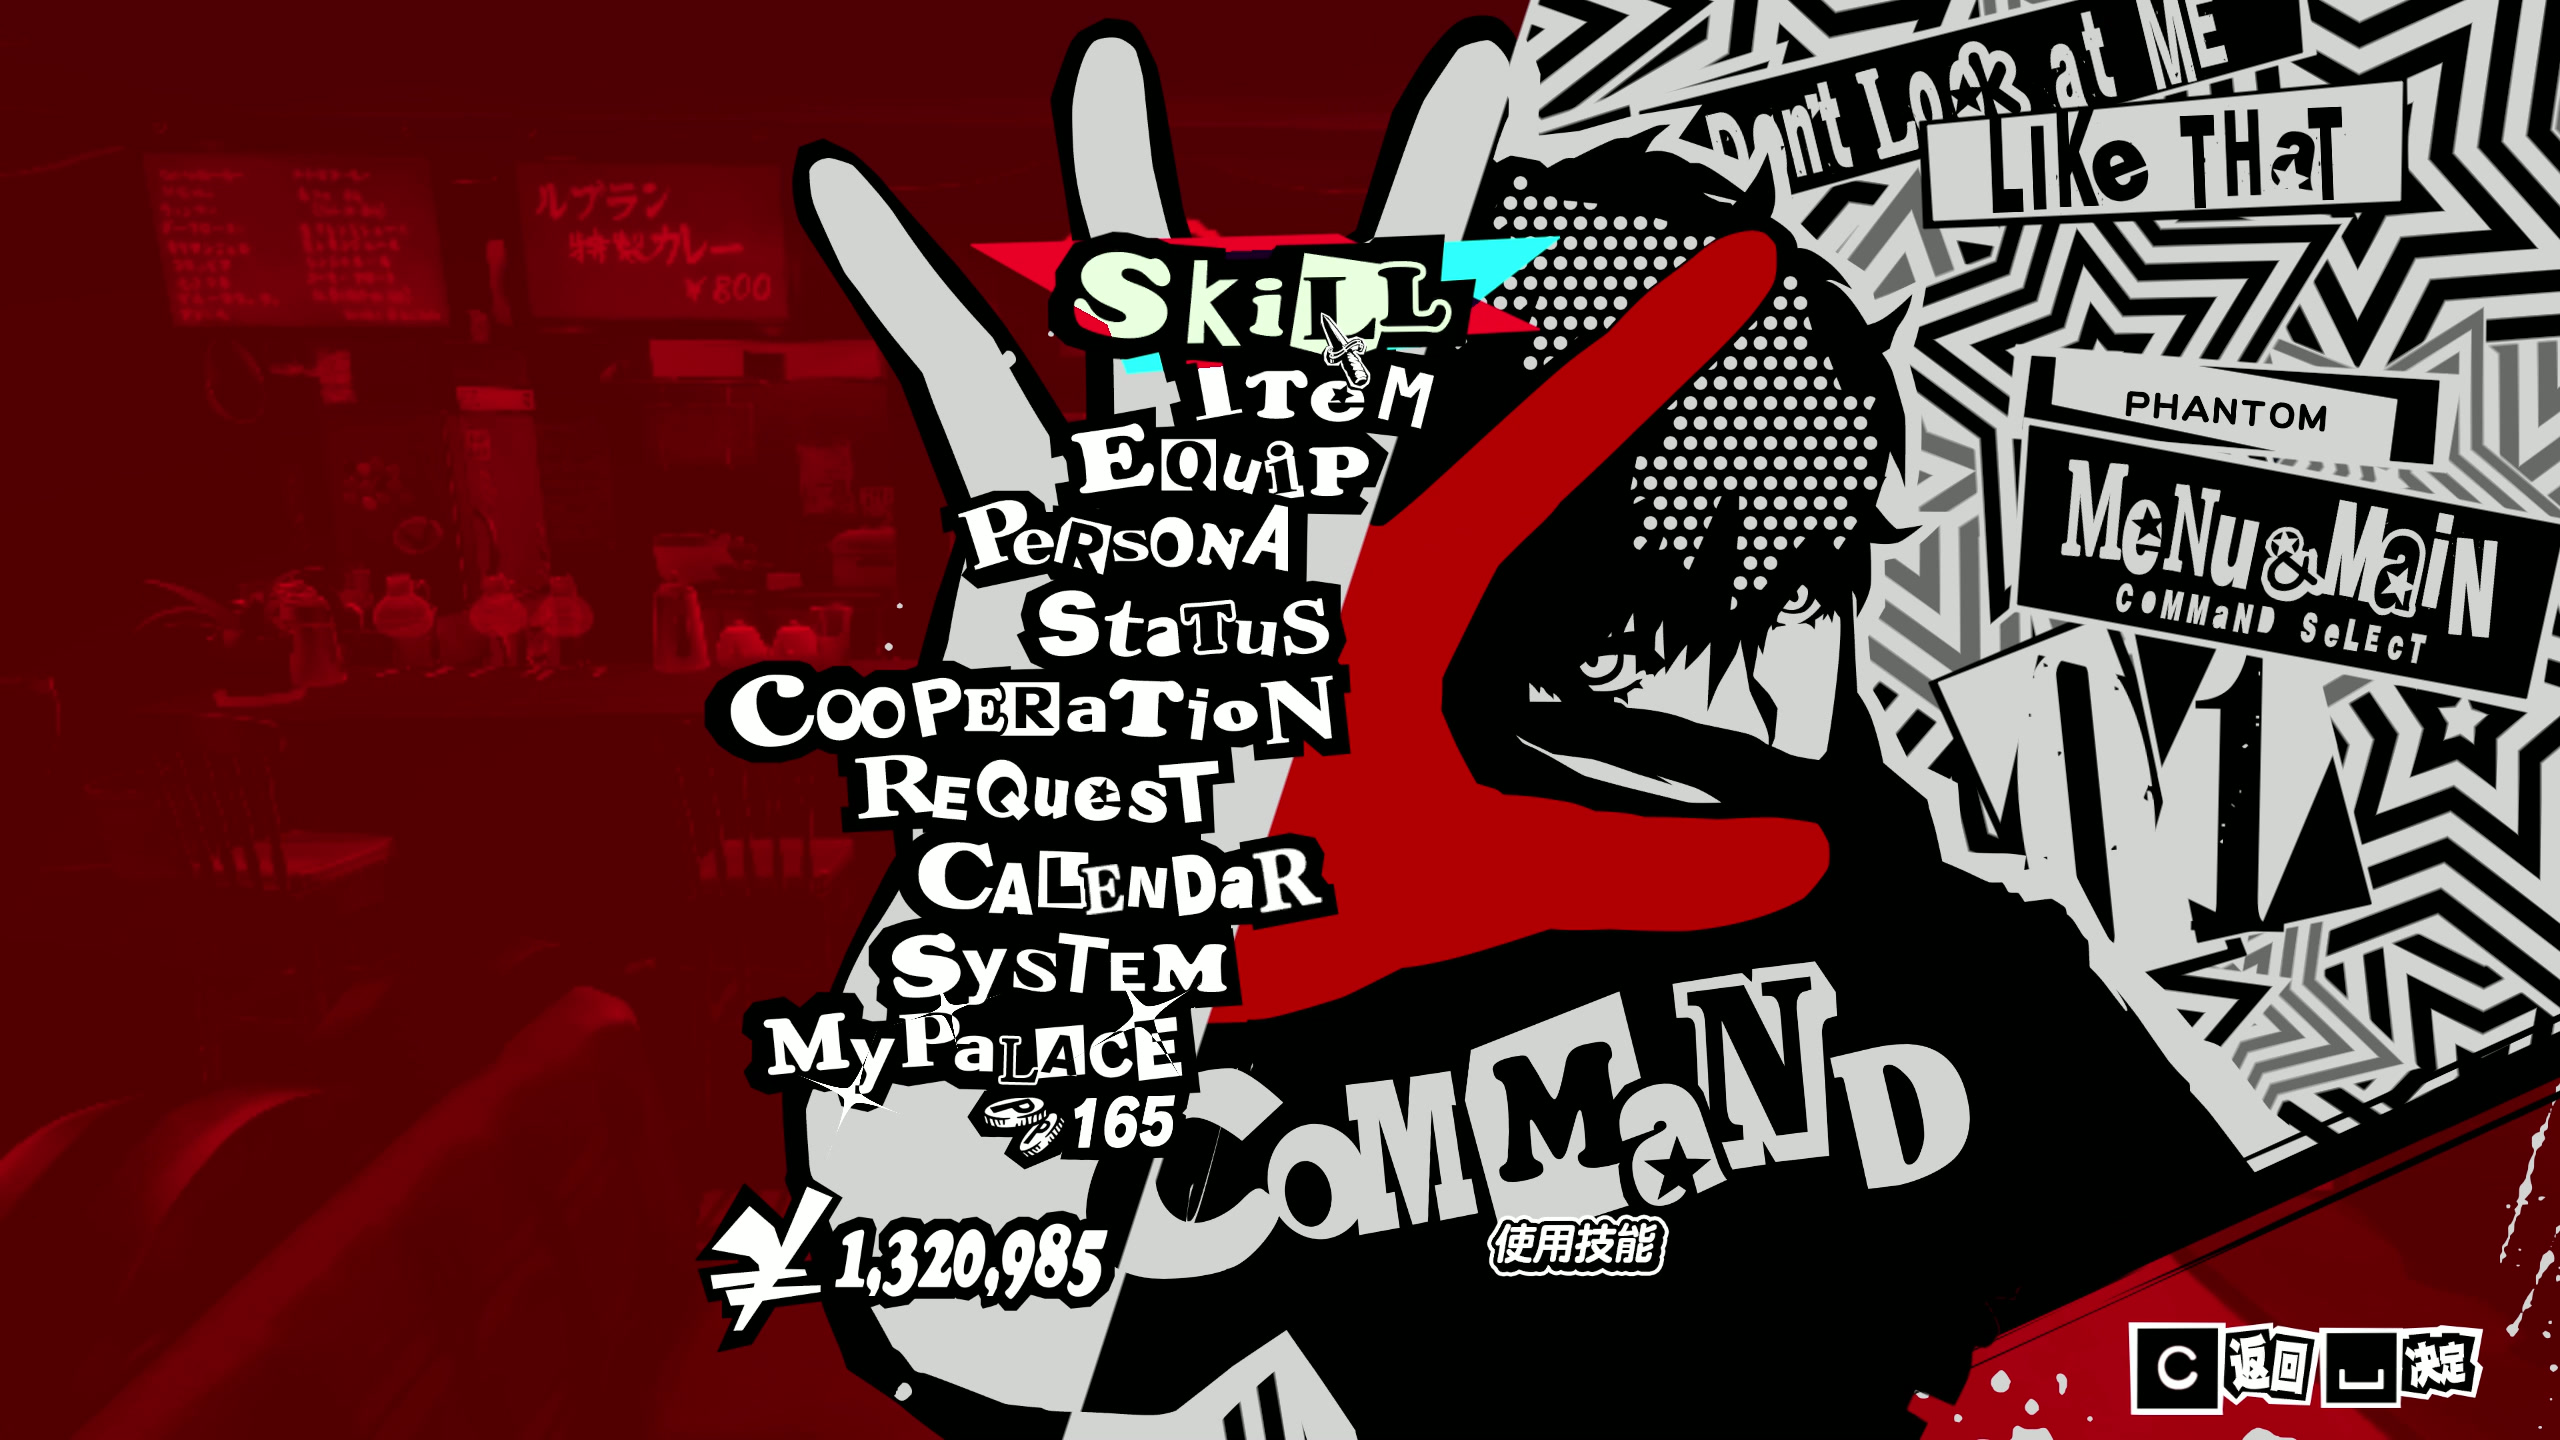 Don't Look at ME
LIKe THaT
ルブラン
特製カレー
¥800
SkiLL
ITeM
EQuiP
PeRSONA
StaTuS
COOPERaTioN
REQuesT
CALENDaR
SySTEM
MyPaLACE
165
¥1,320,985
PHANTOM
MeNu&MaiN
COMMaND SeLECT
CoMMaND
使用技能
C 返回 決定